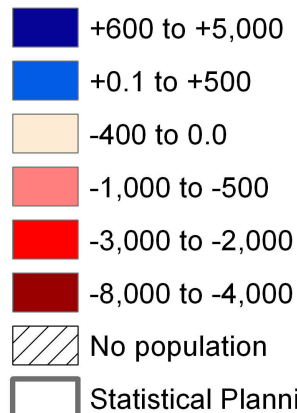 +600 to +5,000
+0.1 to +500
-400 to 0.0
-1,000 to -500
-3,000 to -2,000
-8,000 to -4,000
No population
Statistical